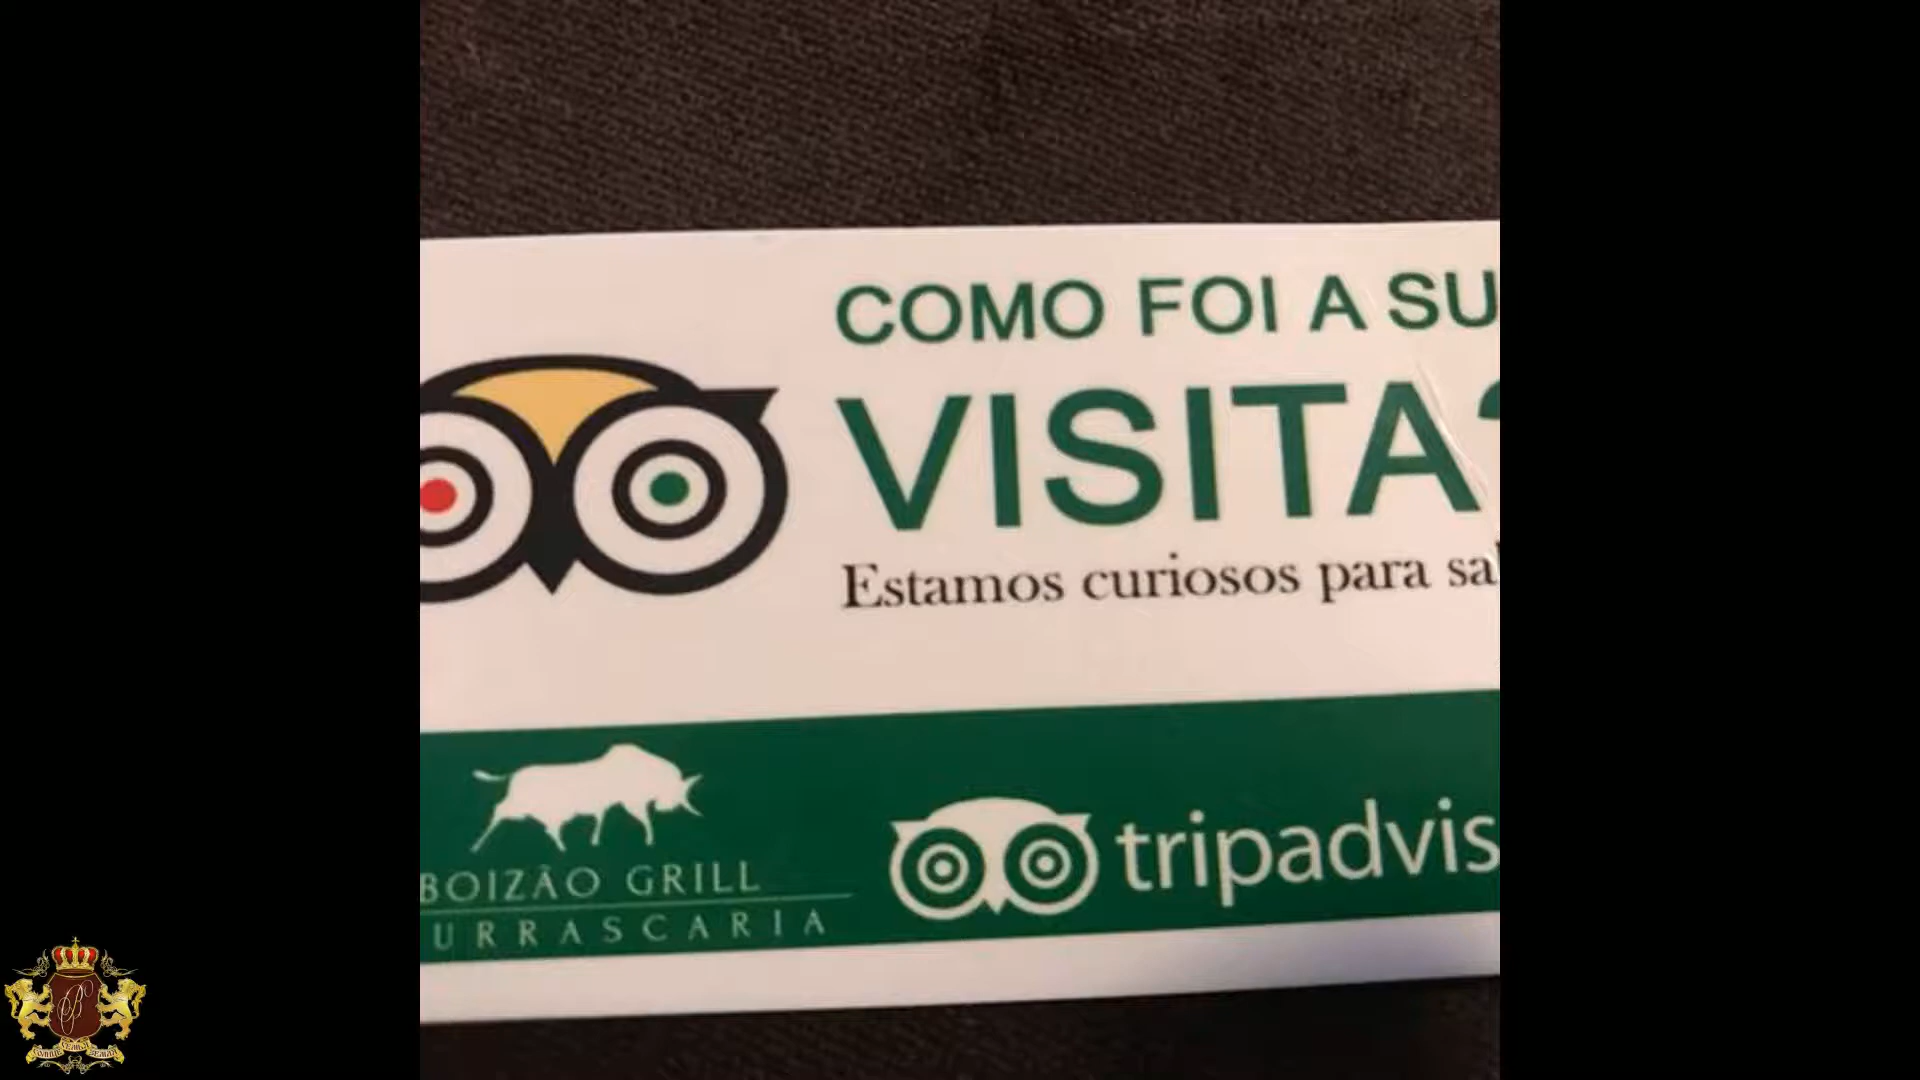 COMO FOI A SU
VISITA?
Estamos curiosos para sa
BOIZÃO GRILL
URRASCARIA
tripadvis